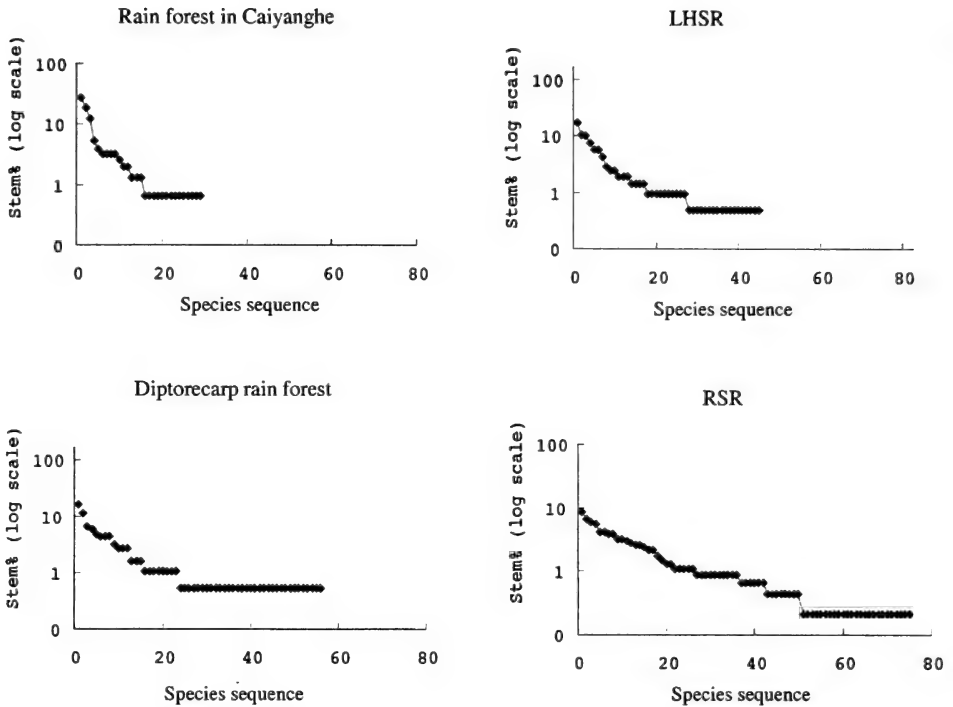 Rain forest in Caiyanghe
Stem% (log scale)
100
10
1
0
0 20 40 60 80
Species sequence
LHSR
Stem% (log scale)
100
10
1
0
0 20 40 60 80
Species sequence
Diptorecarp rain forest
Stem% (log scale)
100
10
1
0
0 20 40 60 80
Species sequence
RSR
Stem% (log scale)
100
10
1
0
0 20 40 60 80
Species sequence